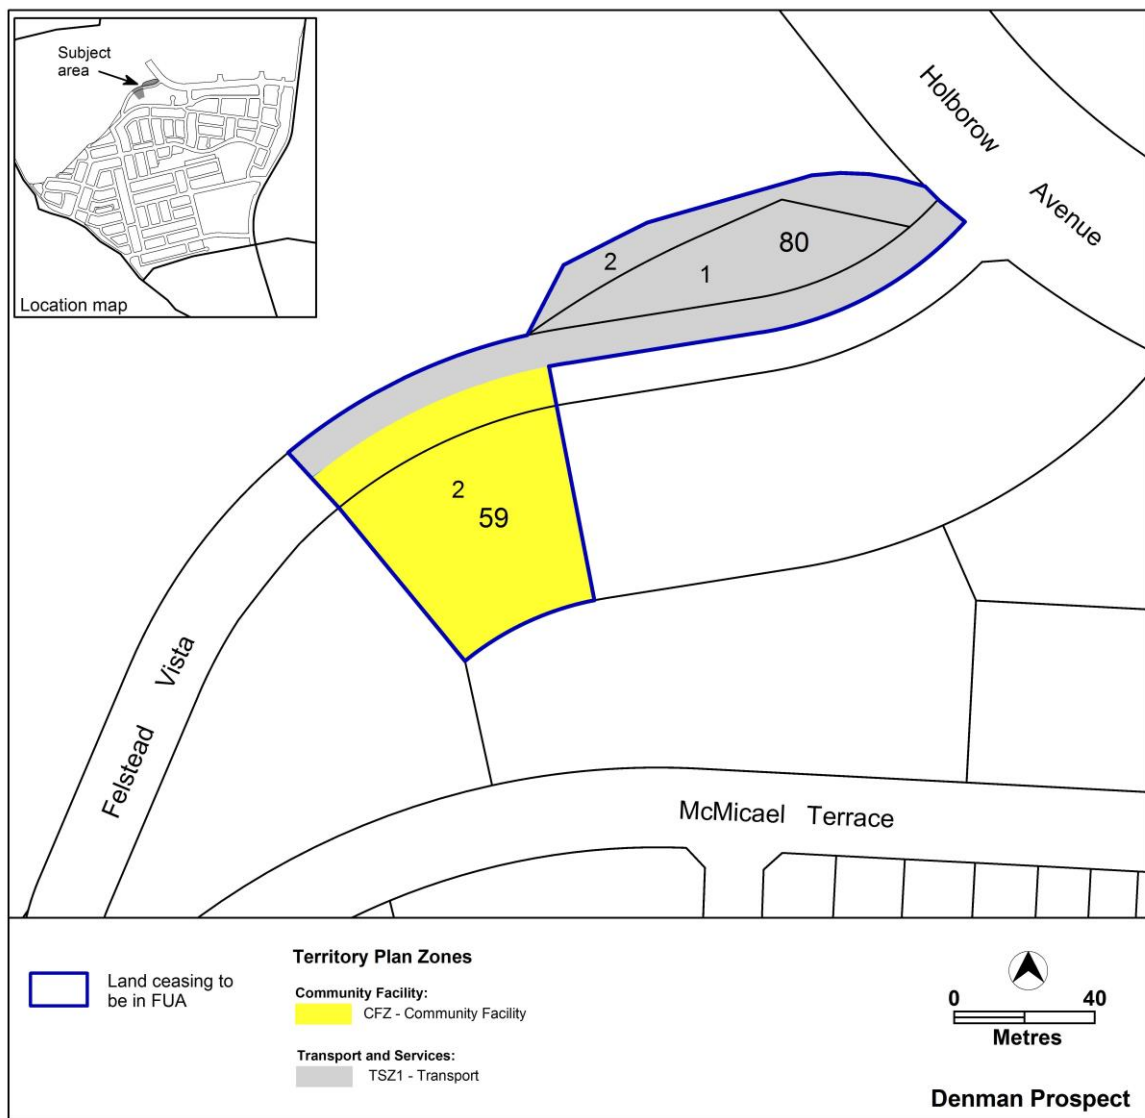 Subject
area
Location map
Holborow
Avenue
80
2
1
2
59
Felstead Vista
McMicael Terrace
Land ceasing to
be in FUA
Territory Plan Zones
Community Facility:
CFZ - Community Facility
Transport and Services:
TSZ1 - Transport
0 40
Metres
Denman Prospect